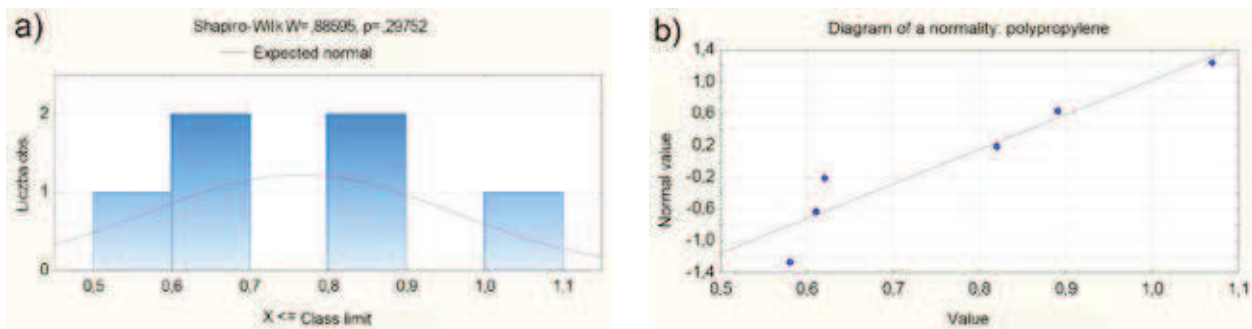 a)
Shapiro-Wilk W=,88595, p=,29752
Expected normal
Liczba obs.
2
1
0
0,5 0,6 0,7 0,8 0,9 1,0 1,1
X <= Class limit
b)
Diagram of a normality: polypropylene
Normal value
1,4
1,0
0,6
0,2
-0,2
-0,6
-1,0
-1,4
0,5 0,6 0,7 0,8 0,9 1,0 1,1
Value